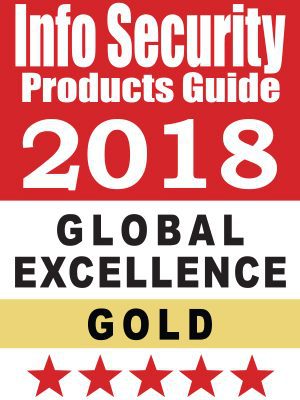 Info Security
Products Guide
2018
GLOBAL
EXCELLENCE
GOLD